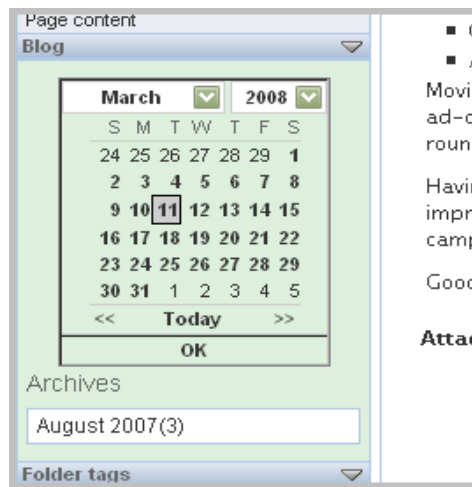 Page content
Blog
March 2008
S M T W T F S
24 25 26 27 28 29 1
2 3 4 5 6 7 8
9 10 11 12 13 14 15
16 17 18 19 20 21 22
23 24 25 26 27 28 29
30 31 1 2 3 4 5
<< Today >>
OK
Archives
August 2007(3)
Folder tags